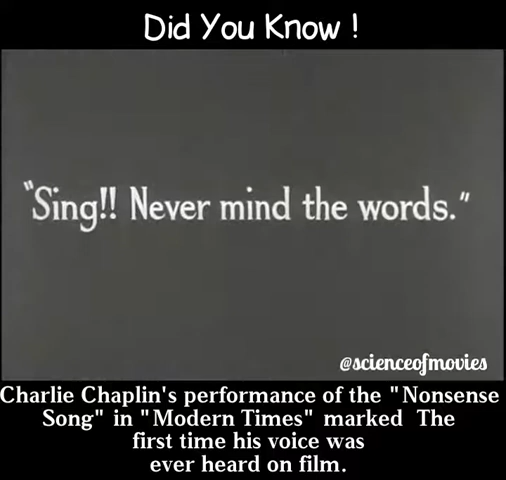 Did You Know !
"Sing!! Never mind the words."
@scienceofmovies
Charlie Chaplin's performance of the "Nonsense
Song" in "Modern Times" marked The
first time his voice was
ever heard on film.